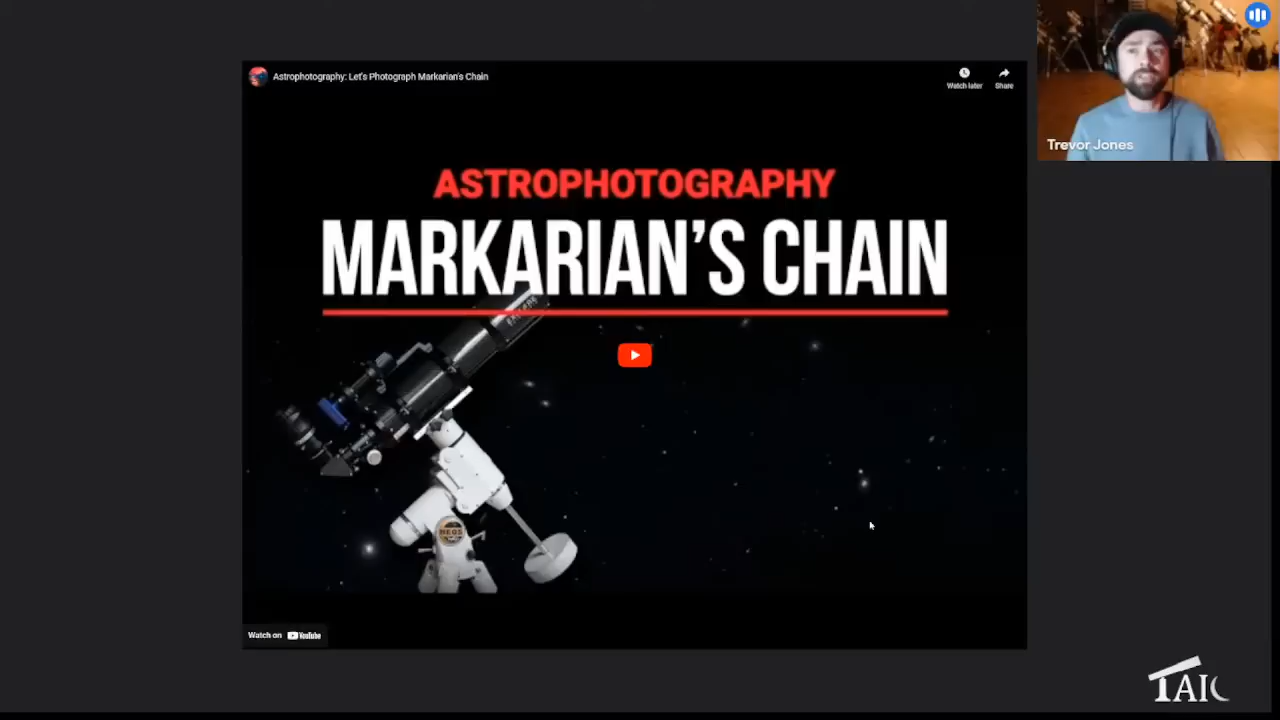 Astrophotography: Let's Photograph Markarian's Chain
Watch later
Share
Trevor Jones
ASTROPHOTOGRAPHY
MARKARIAN'S CHAIN
Watch on YouTube
TAIC